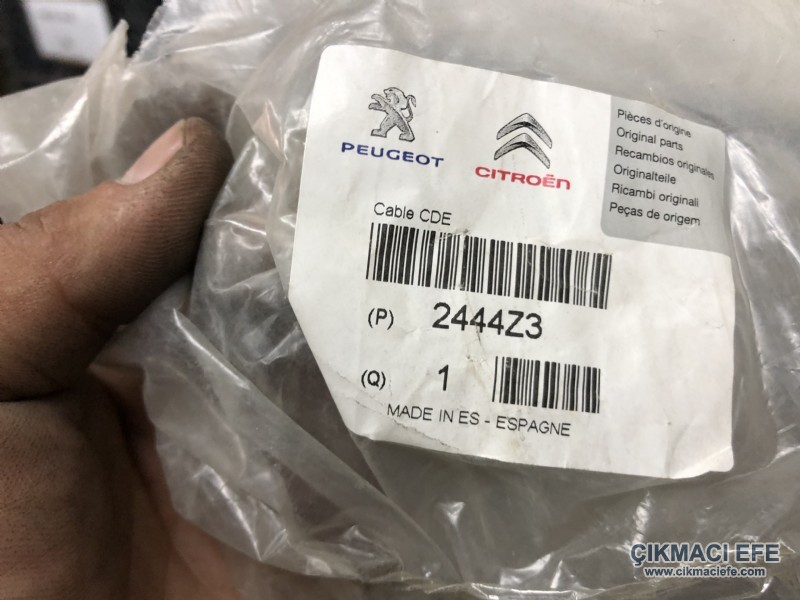 PEUGEOT
CITROËN
Pièces d'origine
Original parts
Recambios originales
Originalteile
Ricambi originali
Peças de origem
Cable CDE
(P) 2444Z3
(Q) 1
MADE IN ES - ESPAGNE
ÇIKMACI EFE
www.cikmaciefe.com